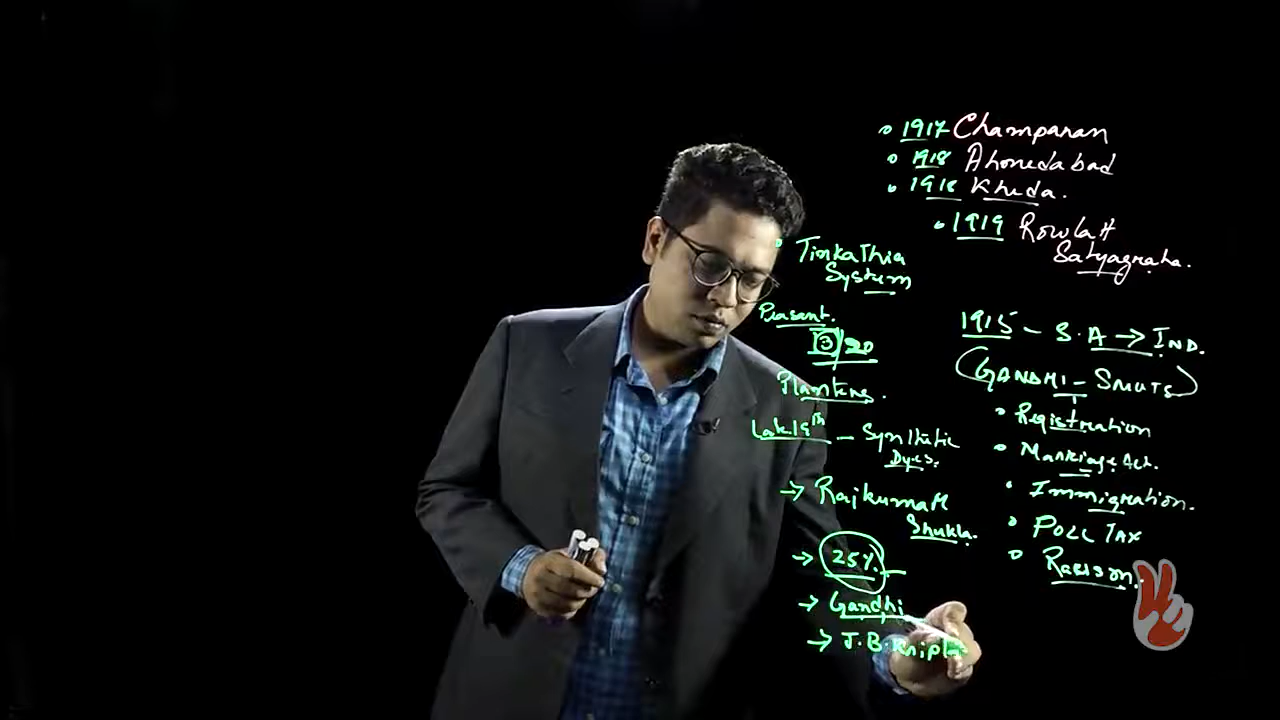 • 1917 Champaran
• 1918 Ahmedabad
• 1918 Kheda.
• 1919 Rowlatt
Satyagraha.
• Tinkathia
System
Peasant.
3/20
Planters.
Late 19th – Synthetic
Dyes.
→ Rajkumar
Shukla.
→ 25%.
→ Gandhi
→ J.B.
1915 – S.A → IND.
(GANDHI – SMUTS)
• Registration
• Marriage Act.
• Immigration.
• POLL TAX
• Racism.